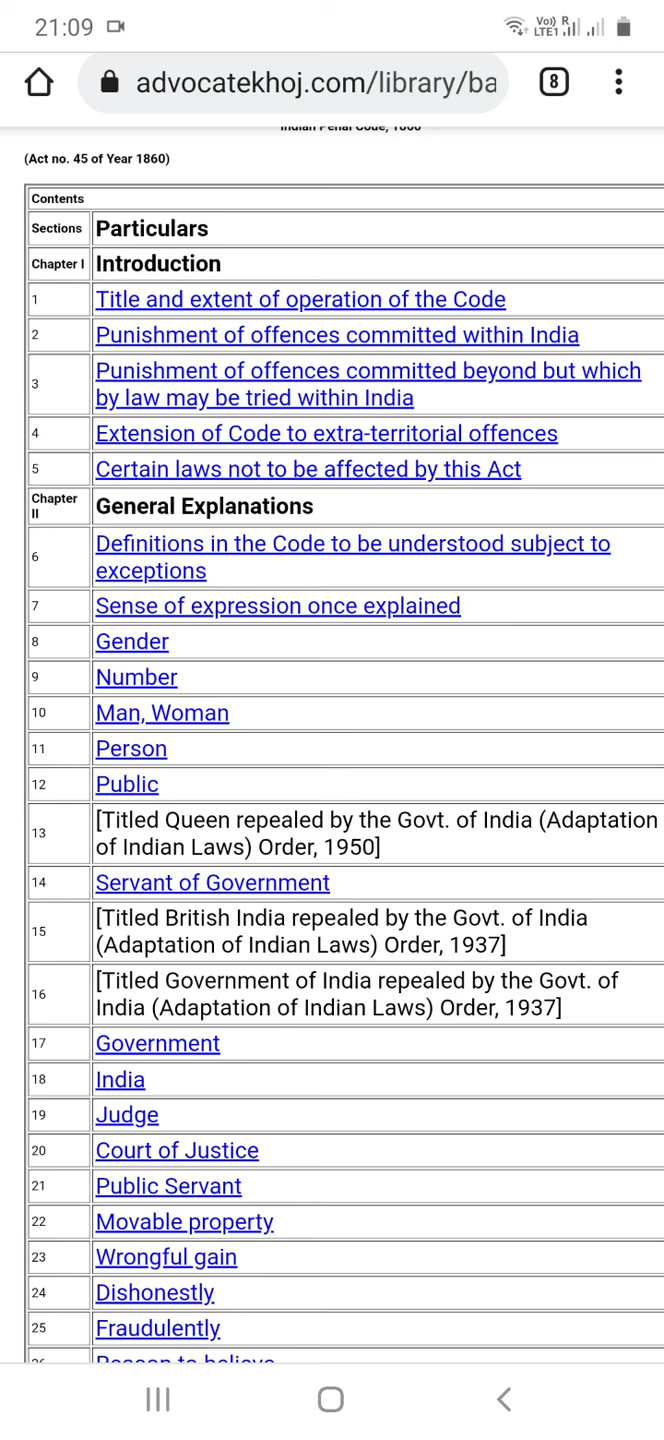 21:09
Vo)) R
LTE1
advocatekhoj.com/library/ba
8
Indian Penal Code, 1860
(Act no. 45 of Year 1860)
Contents
Sections Particulars
Chapter I Introduction
1 Title and extent of operation of the Code
2 Punishment of offences committed within India
3 Punishment of offences committed beyond but which
by law may be tried within India
4 Extension of Code to extra-territorial offences
5 Certain laws not to be affected by this Act
Chapter
II General Explanations
6 Definitions in the Code to be understood subject to
exceptions
7 Sense of expression once explained
8 Gender
9 Number
10 Man, Woman
11 Person
12 Public
13 [Titled Queen repealed by the Govt. of India (Adaptation
of Indian Laws) Order, 1950]
14 Servant of Government
15 [Titled British India repealed by the Govt. of India
(Adaptation of Indian Laws) Order, 1937]
16 [Titled Government of India repealed by the Govt. of
India (Adaptation of Indian Laws) Order, 1937]
17 Government
18 India
19 Judge
20 Court of Justice
21 Public Servant
22 Movable property
23 Wrongful gain
24 Dishonestly
25 Fraudulently
26 Reason to believe